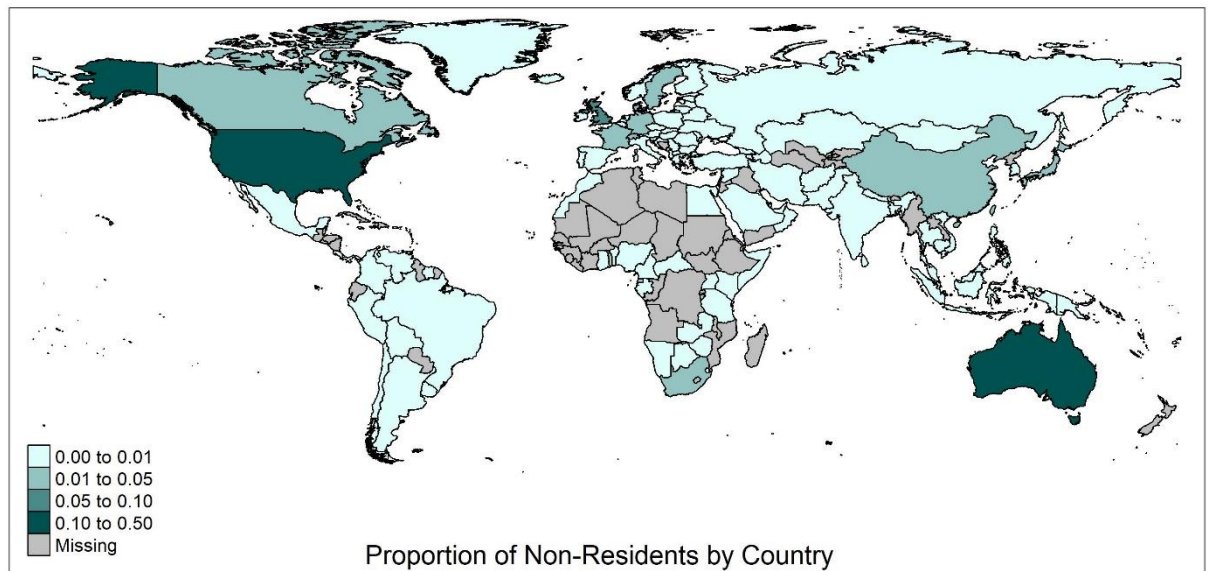 0.00 to 0.01
0.01 to 0.05
0.05 to 0.10
0.10 to 0.50
Missing
Proportion of Non-Residents by Country